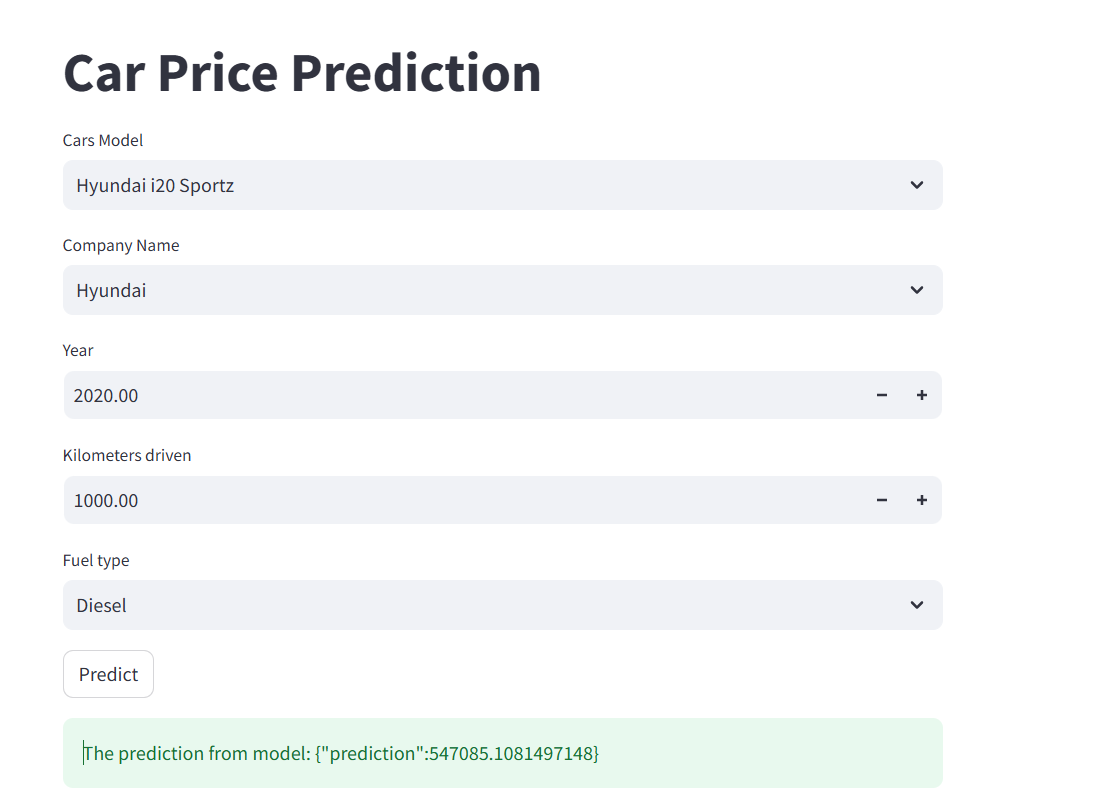 Car Price Prediction
Cars Model
Hyundai i20 Sportz
Company Name
Hyundai
Year
2020.00
Kilometers driven
1000.00
Fuel type
Diesel
Predict
The prediction from model: {"prediction":547085.1081497148}